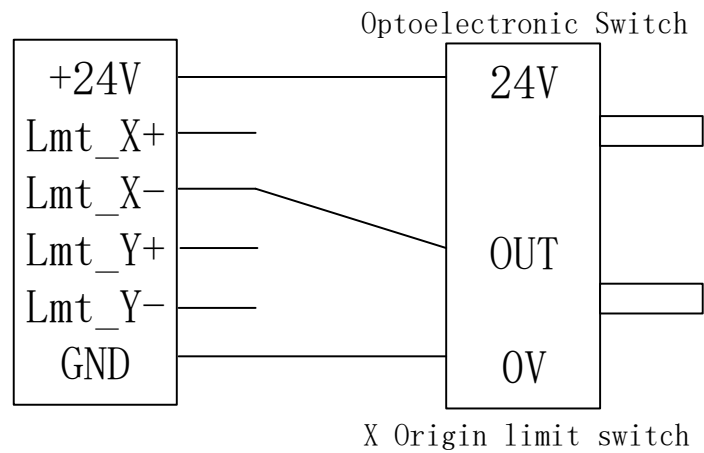 Optoelectronic Switch
+24V
Lmt_X+
Lmt_X-
Lmt_Y+
Lmt_Y-
GND
24V
OUT
0V
X Origin limit switch